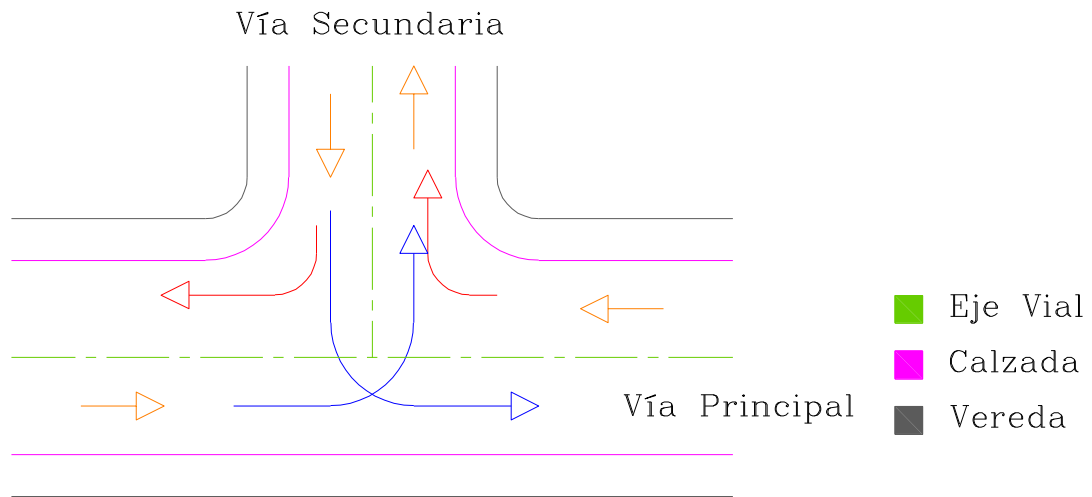 Vía Secundaria
Eje Vial
Calzada
Vía Principal
Vereda